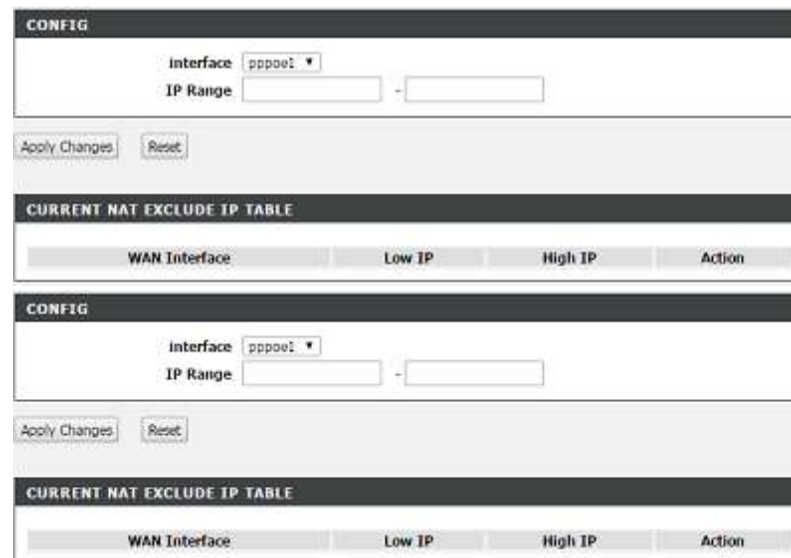 CONFIG
interface pppoe1
IP Range -
Apply Changes Reset
CURRENT NAT EXCLUDE IP TABLE
WAN Interface Low IP High IP Action
CONFIG
interface pppoe1
IP Range -
Apply Changes Reset
CURRENT NAT EXCLUDE IP TABLE
WAN Interface Low IP High IP Action